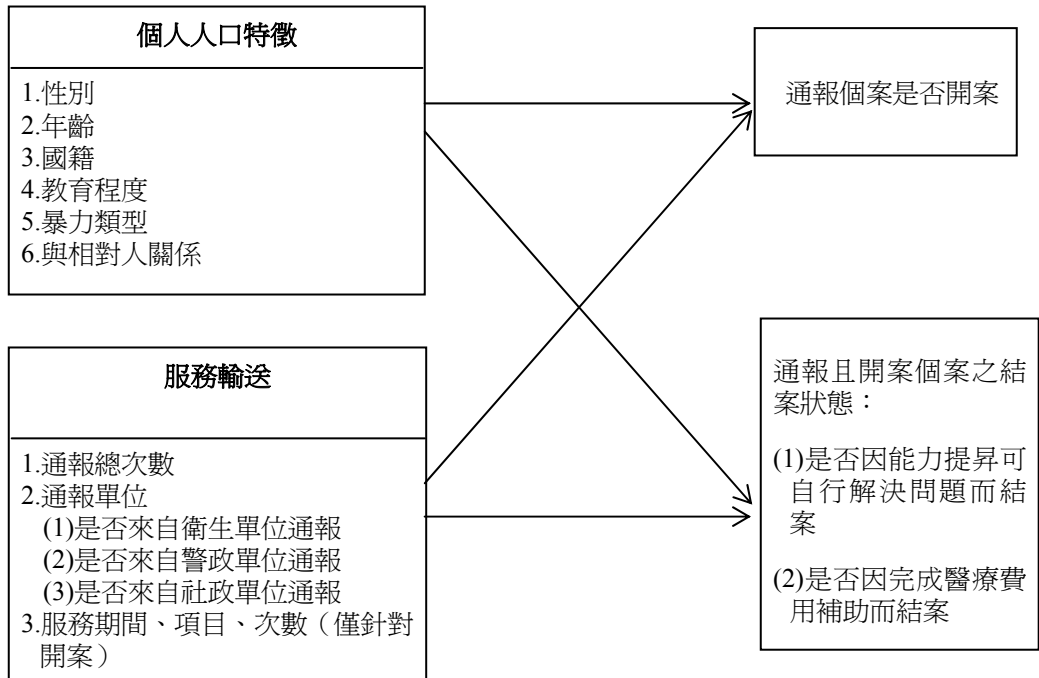 個人人口特徵
1.性別
2.年齡
3.國籍
4.教育程度
5.暴力類型
6.與相對人關係
通報個案是否開案
服務輸送
1.通報總次數
2.通報單位
(1)是否來自衛生單位通報
(2)是否來自警政單位通報
(3)是否來自社政單位通報
3.服務期間、項目、次數（僅針對
開案）
通報且開案個案之結
案狀態：
(1)是否因能力提昇可
自行解決問題而結
案
(2)是否因完成醫療費
用補助而結案